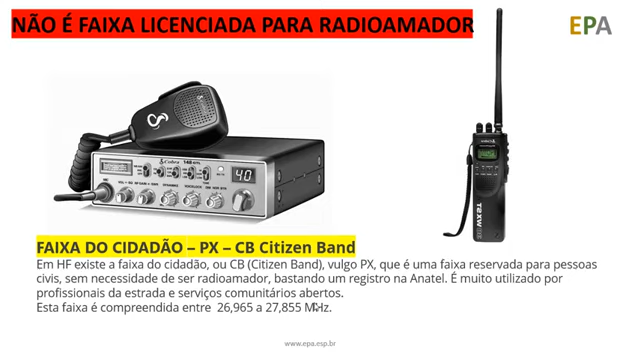 NÃO É FAIXA LICENCIADA PARA RADIOAMADOR
EPA
Cobra
148 GTL
40
FAIXA DO CIDADÃO – PX – CB Citizen Band
Em HF existe a faixa do cidadão, ou CB (Citizen Band), vulgo PX, que é uma faixa reservada para pessoas
civis, sem necessidade de ser radioamador, bastando um registro na Anatel. É muito utilizado por
profissionais da estrada e serviços comunitários abertos.
Esta faixa é compreendida entre 26,965 a 27,855 MHz.
www.epa.esp.br